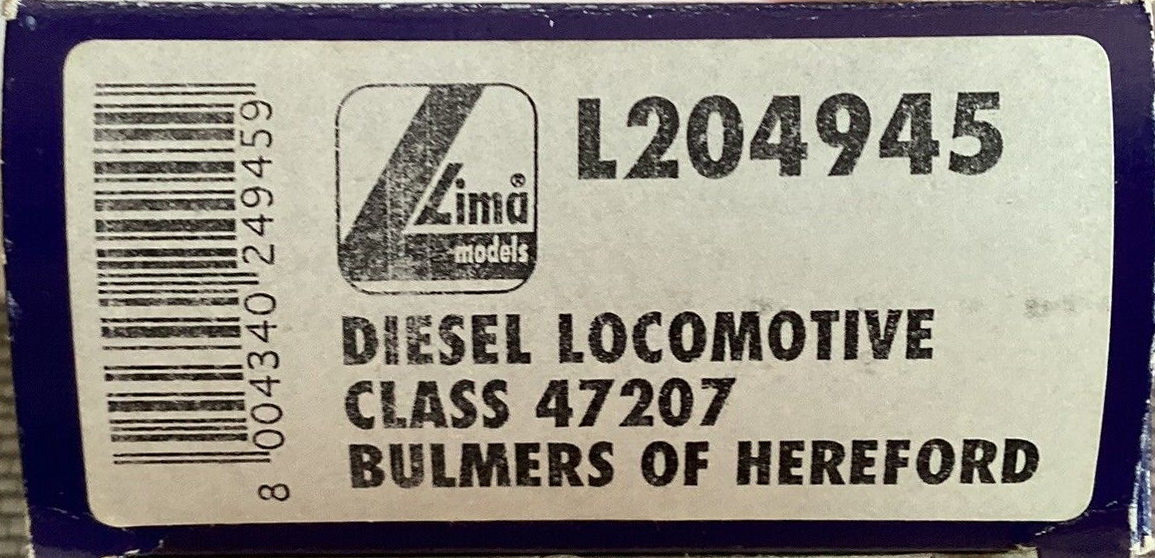 8 004340 249459
Lima®
models
L204945
DIESEL LOCOMOTIVE
CLASS 47207
BULMERS OF HEREFORD